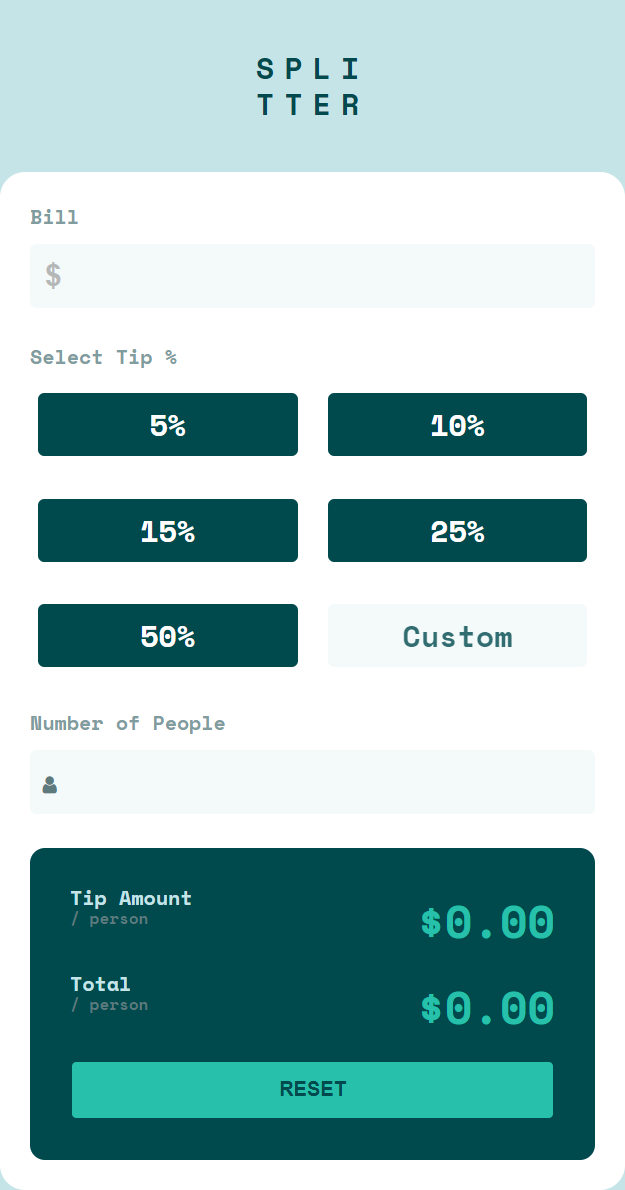 SPLI
TTER
Bill
$
Select Tip %
5%
10%
15%
25%
50%
Custom
Number of People
Tip Amount
/ person
$0.00
Total
/ person
$0.00
RESET